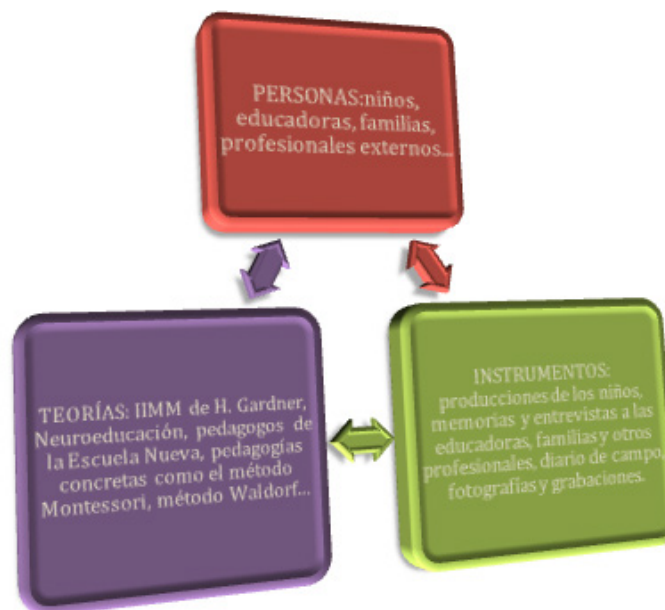 PERSONAS:niños,
educadoras, familias,
profesionales externos...
TEORÍAS: IIMM de H. Gardner,
Neuroeducación, pedagogos de
la Escuela Nueva, pedagogías
concretas como el método
Montessori, método Waldorf...
INSTRUMENTOS:
producciones de los niños,
memorias y entrevistas a las
educadoras, familias y otros
profesionales, diario de campo,
fotografías y grabaciones.